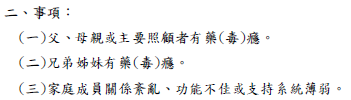 二、事項：
(一)父、母親或主要照顧者有藥(毒)癮。
(二)兄弟姊妹有藥(毒)癮。
(三)家庭成員關係紊亂、功能不佳或支持系統薄弱。